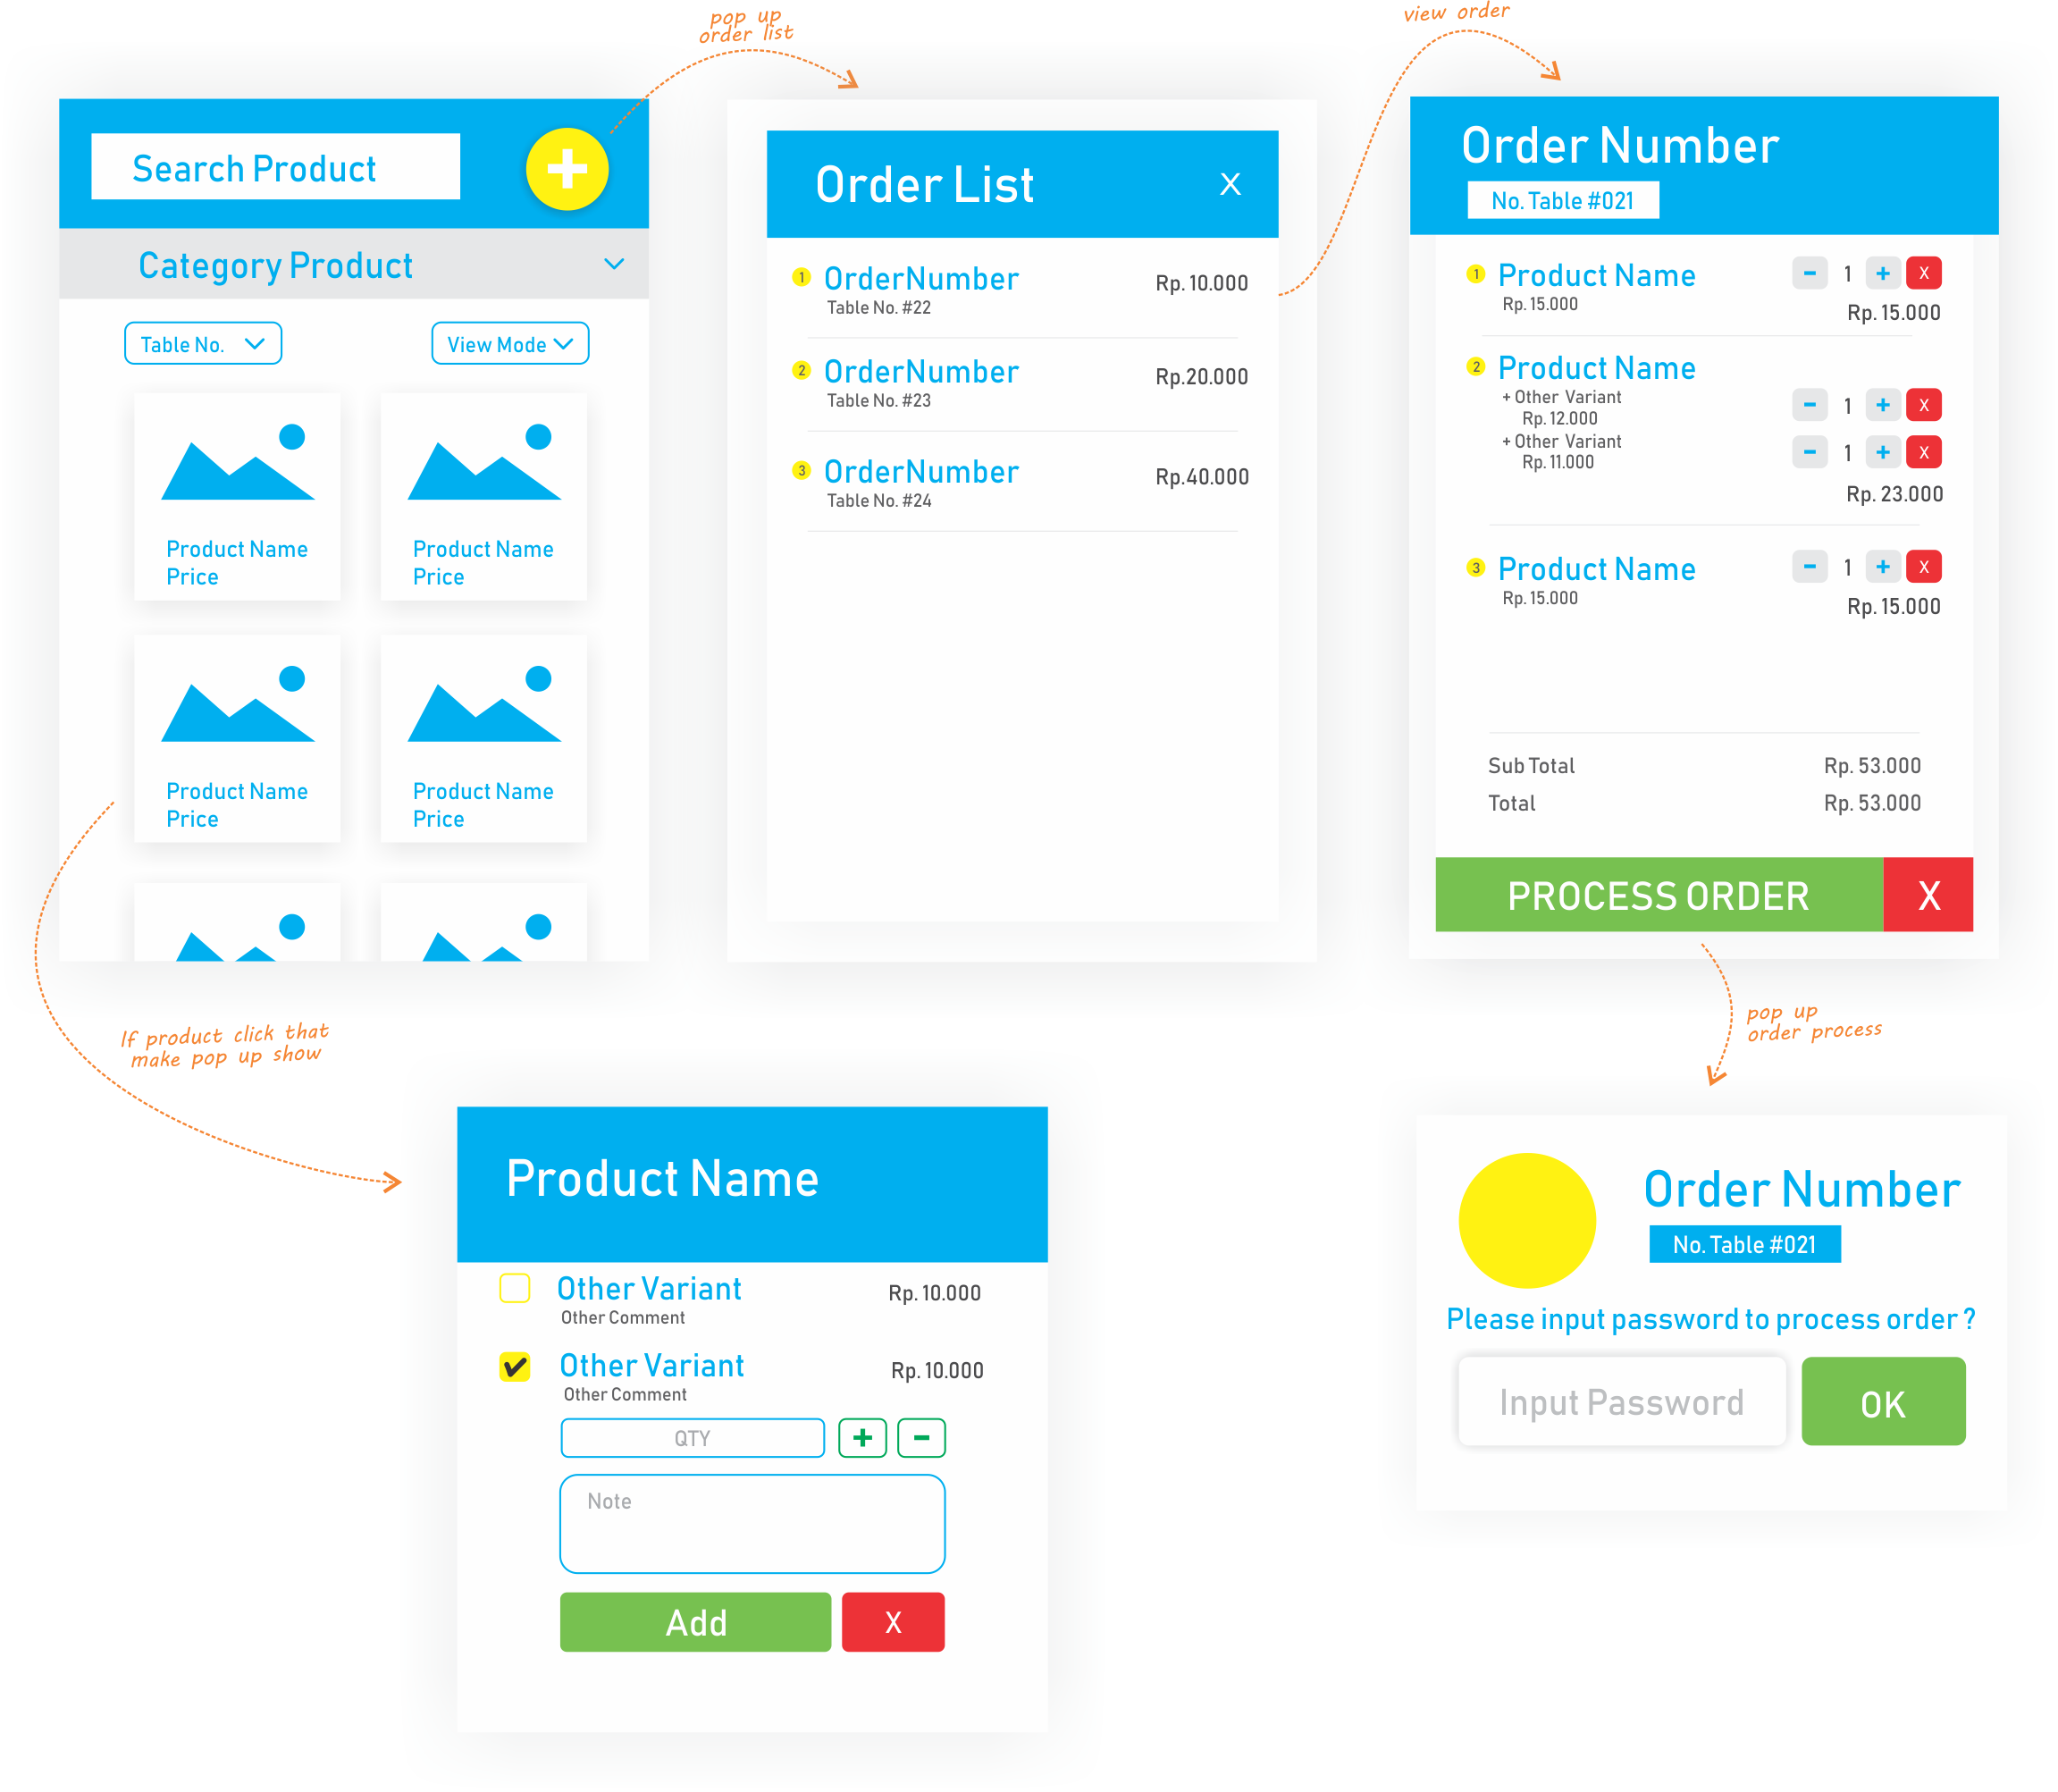 pop up
order list
view order
Search Product
+
Category Product
Table No.
View Mode
Product Name
Price
Product Name
Price
Product Name
Price
Product Name
Price
If product click that
make pop up show
Order List X
1 OrderNumber Rp. 10.000
Table No. #22
2 OrderNumber Rp.20.000
Table No. #23
3 OrderNumber Rp.40.000
Table No. #24
Order Number
No. Table #021
1 Product Name - 1 + X
Rp. 15.000
Rp. 15.000
2 Product Name
+ Other Variant - 1 + X
Rp. 12.000
+ Other Variant - 1 + X
Rp. 11.000
Rp. 23.000
3 Product Name - 1 + X
Rp. 15.000
Rp. 15.000
Sub Total Rp. 53.000
Total Rp. 53.000
PROCESS ORDER X
pop up
order process
Product Name
Other Variant Rp. 10.000
Other Comment
Other Variant Rp. 10.000
Other Comment
QTY + -
Note
Add X
Order Number
No. Table #021
Please input password to process order ?
Input Password OK